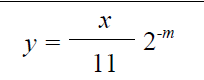 y = x/11 2^-m